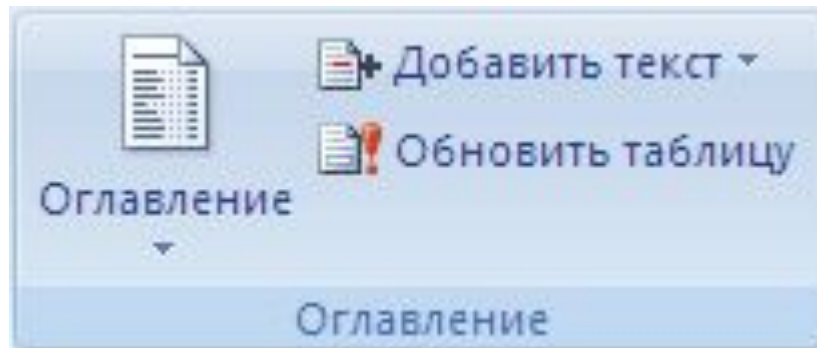 Добавить текст
Обновить таблицу
Оглавление
Оглавление